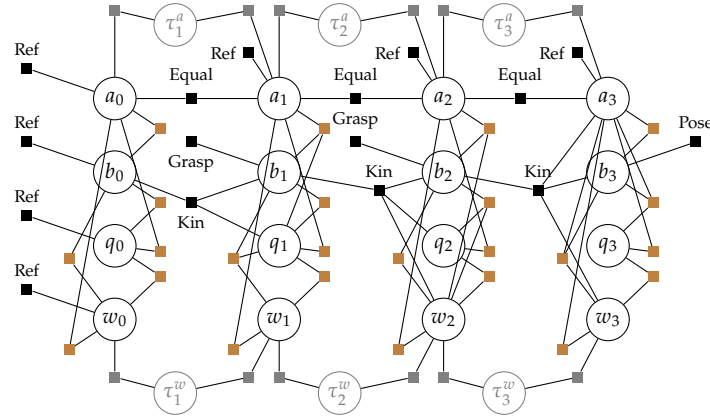 τ₁ᵃ τ₂ᵃ τ₃ᵃ
Ref Ref Ref
Equal Equal Equal
a₀ a₁ a₂ a₃
Ref Grasp Pose
Grasp
b₀ b₁ Kin b₂ Kin b₃
Ref Kin
q₀ q₁ q₂ q₃
Ref
w₀ w₁ w₂ w₃
τ₁ʷ τ₂ʷ τ₃ʷ